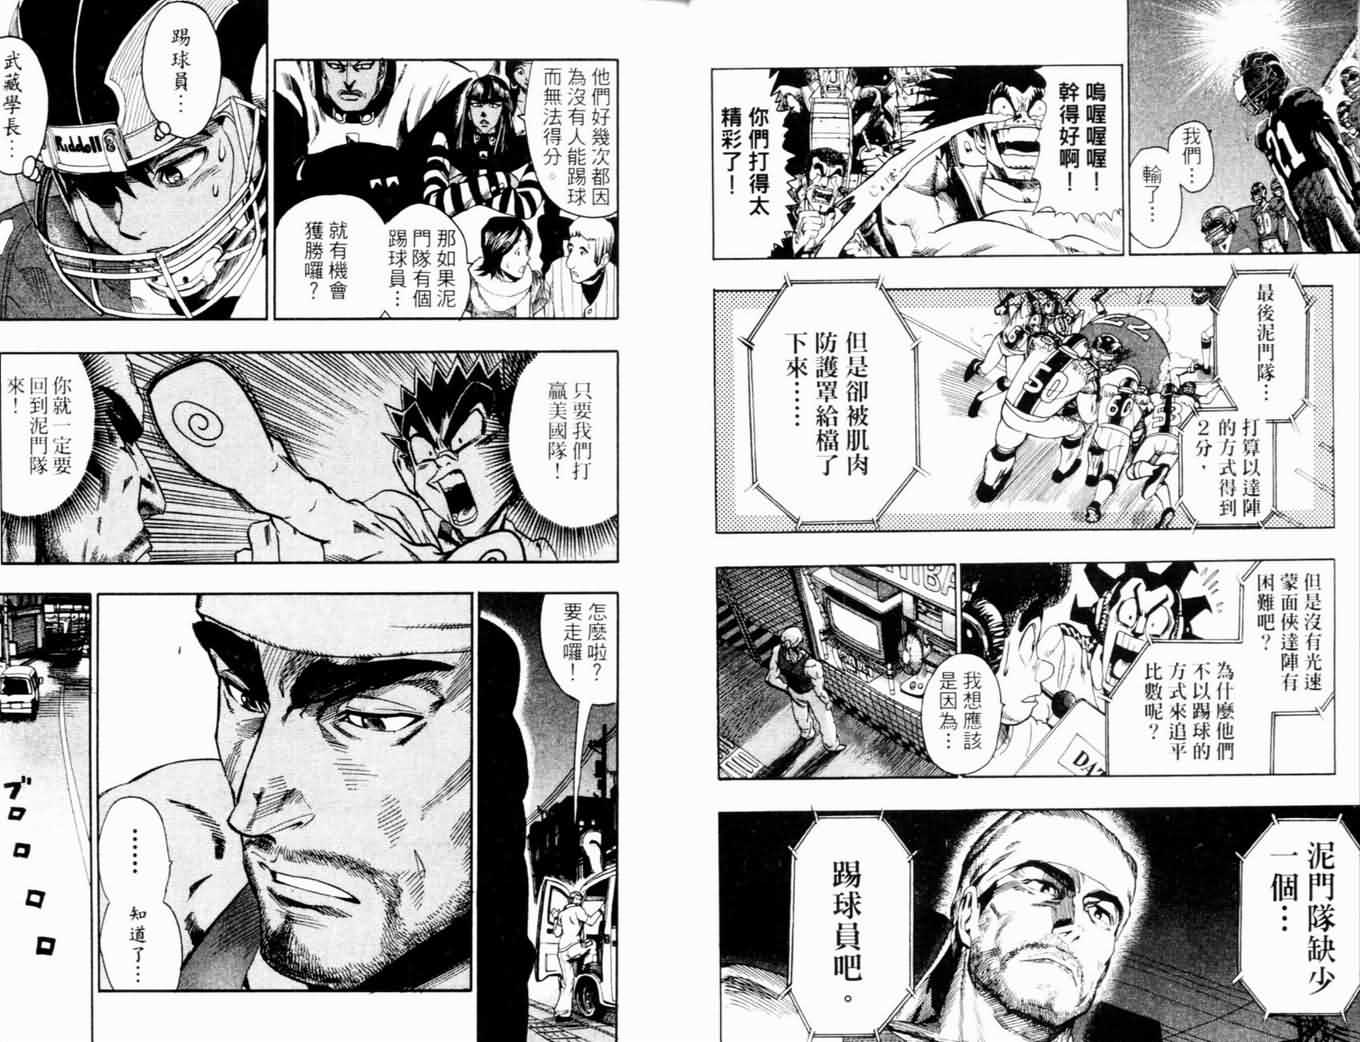 我們…
輸了…
21
嗚喔喔喔！
幹得好啊！
你們打得太
精彩了！
最後泥門隊…
打算以達陣
的方式得到
2分，
但是卻被肌肉
防護罩給檔了
下來……
22
50
60
但是沒有光速
蒙面俠達陣有
困難吧？
為什麼他們
不以踢球的
方式來追平
比數呢？
我想應該
是因為…
DAT
泥門隊缺少
一個…
踢球員吧。
他們好幾次都因
為沒有人能踢球
而無法得分。
那如果泥
門隊有個
踢球員…
就有機會
獲勝囉？
踢球員…
武藏學長…
Riddell
只要我們打
贏美國隊！
你就一定要
回到泥門隊
來！
怎麼啦？
要走囉！
……
知道了…
ブロロロロ